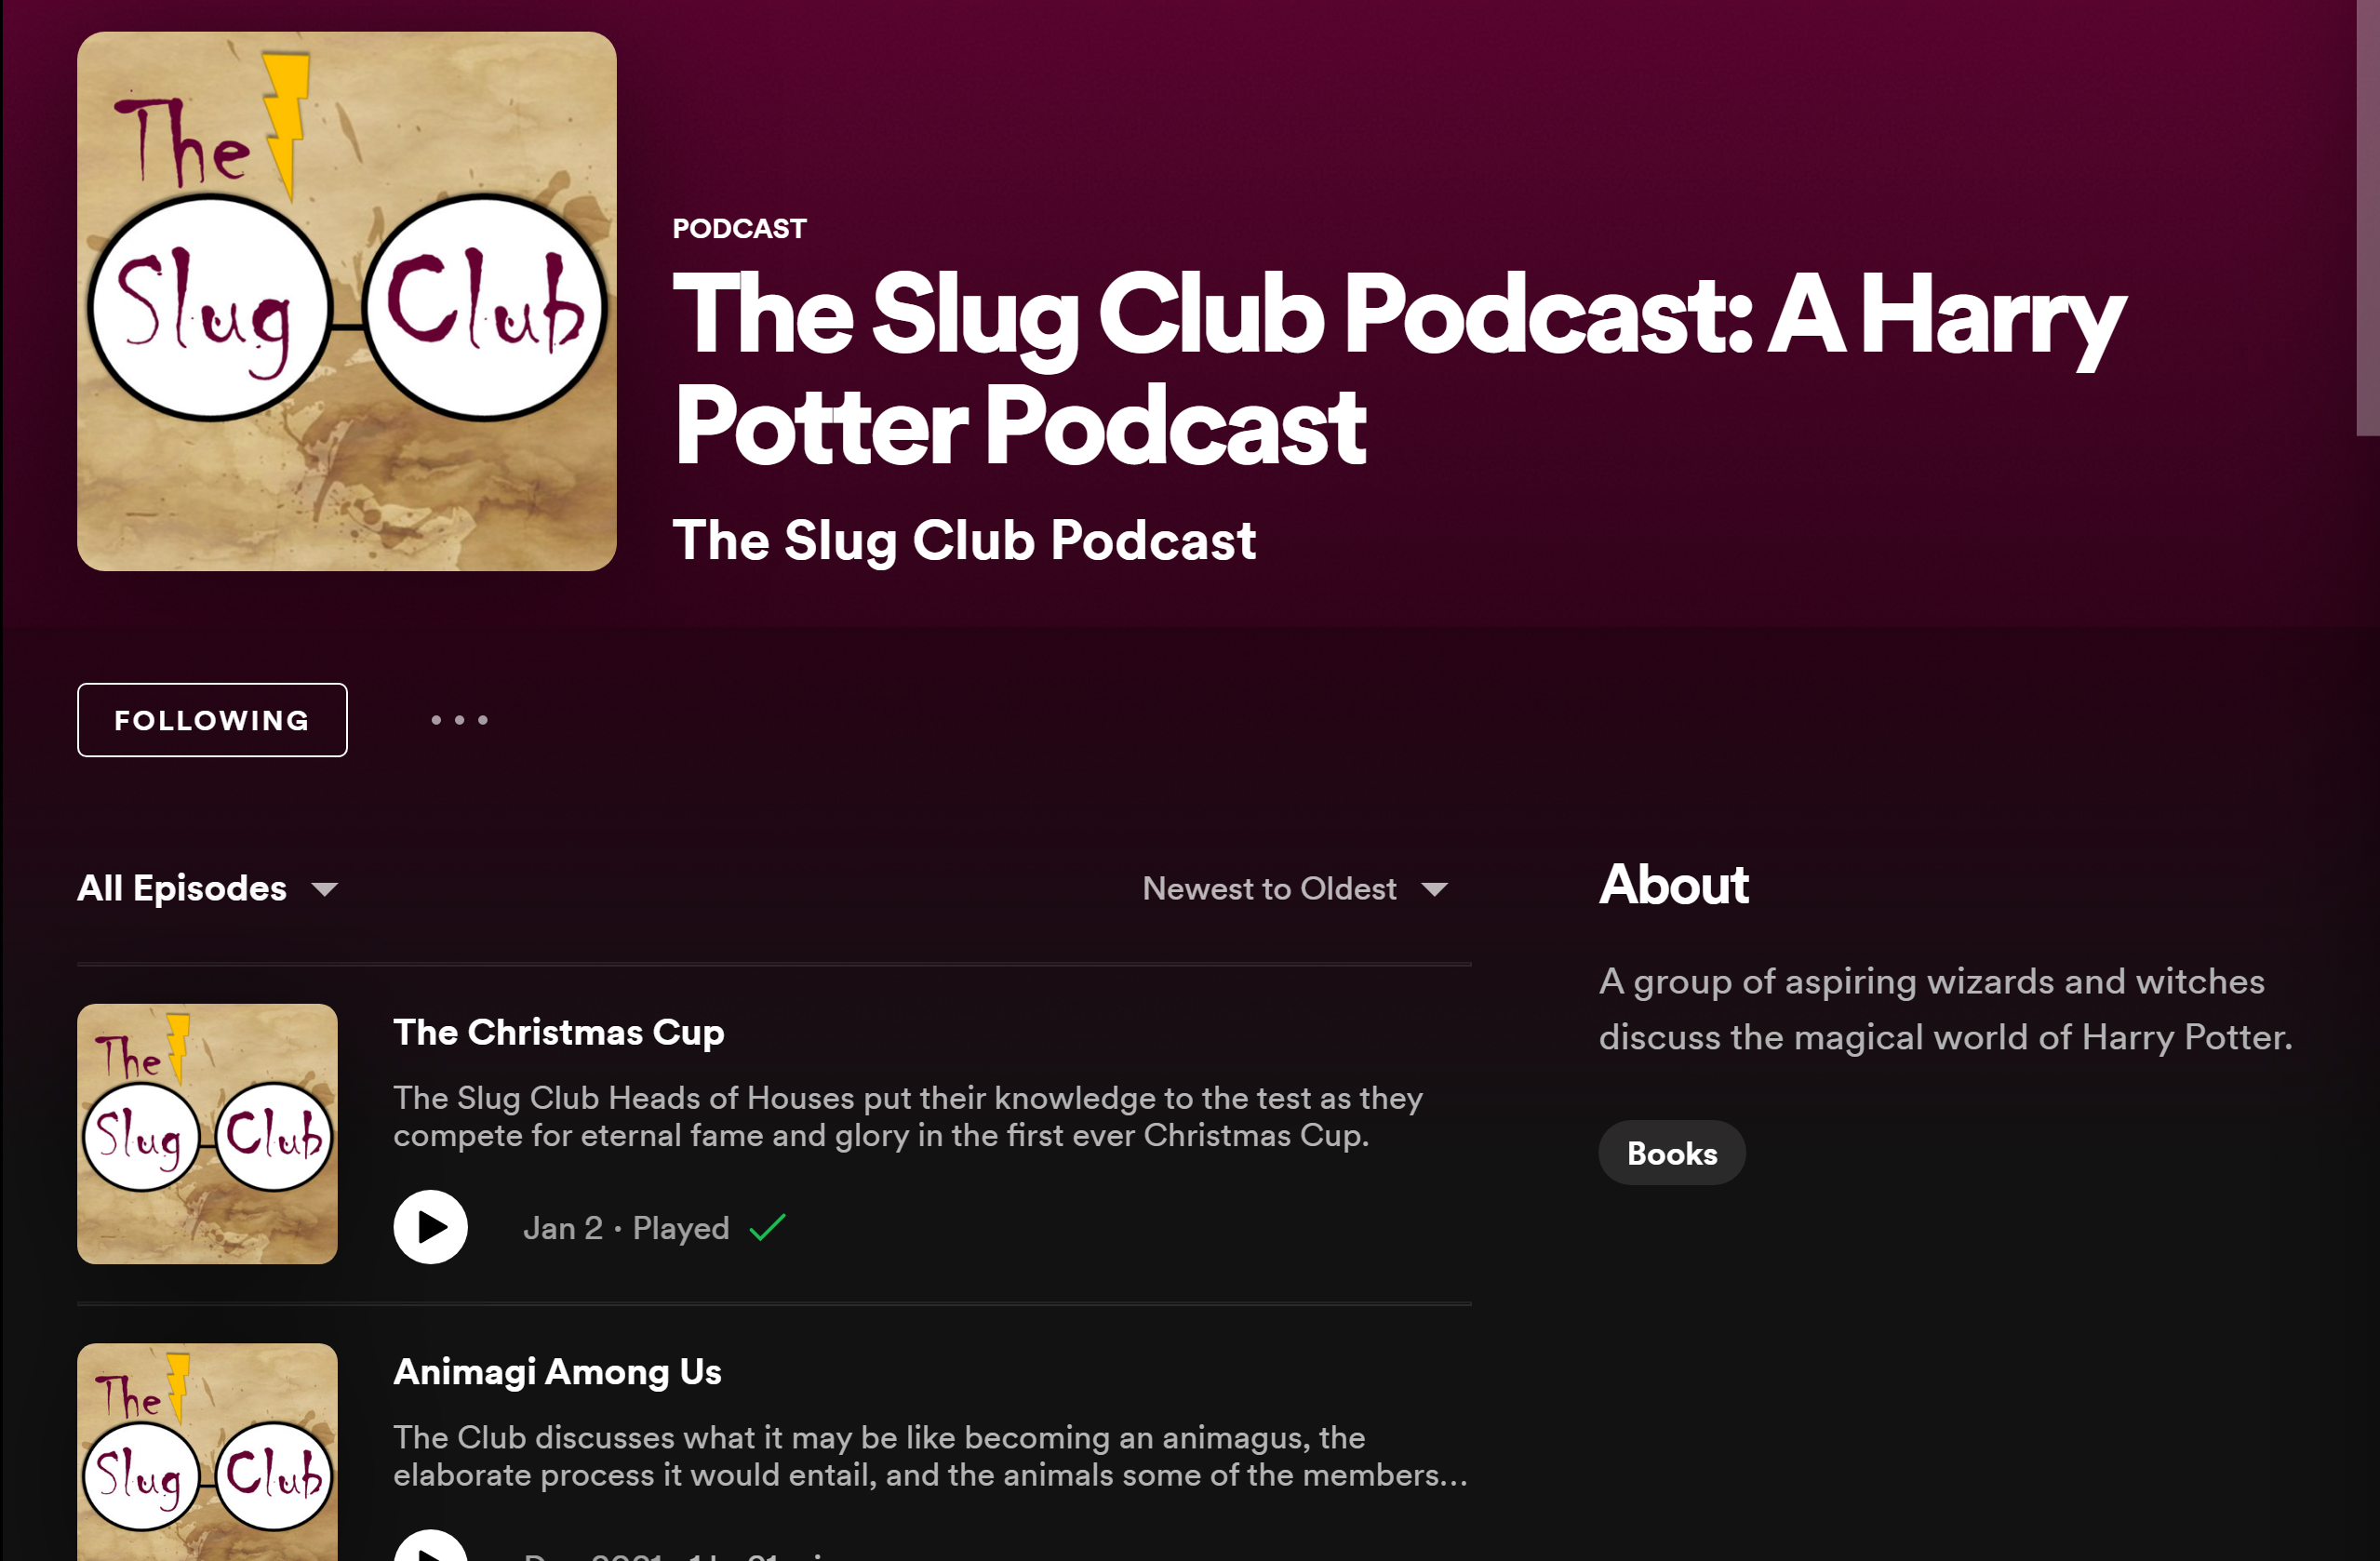 The
Slug Club
PODCAST
The Slug Club Podcast: A Harry
Potter Podcast
The Slug Club Podcast
FOLLOWING
All Episodes
Newest to Oldest
About
A group of aspiring wizards and witches
discuss the magical world of Harry Potter.
Books
The
Slug Club
The Christmas Cup
The Slug Club Heads of Houses put their knowledge to the test as they
compete for eternal fame and glory in the first ever Christmas Cup.
Jan 2 · Played
The
Slug Club
Animagi Among Us
The Club discusses what it may be like becoming an animagus, the
elaborate process it would entail, and the animals some of the members...